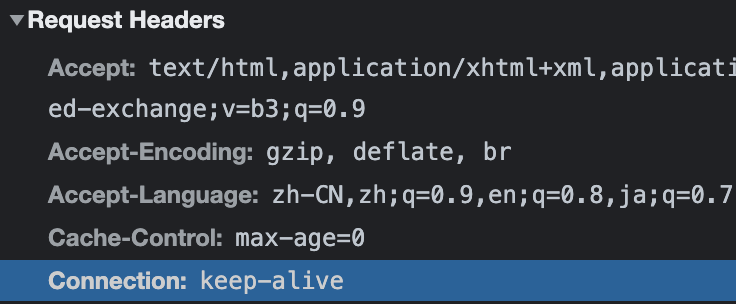 Request Headers
Accept: text/html,application/xhtml+xml,applicati
ed-exchange;v=b3;q=0.9
Accept-Encoding: gzip, deflate, br
Accept-Language: zh-CN,zh;q=0.9,en;q=0.8,ja;q=0.7
Cache-Control: max-age=0
Connection: keep-alive